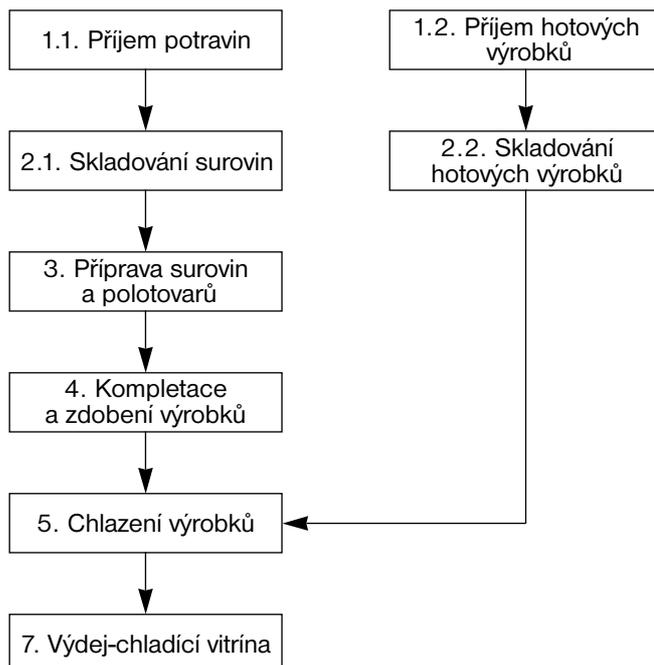 1.1. Příjem potravin
1.2. Příjem hotových
výrobků
2.1. Skladování surovin
2.2. Skladování
hotových výrobků
3. Příprava surovin
a polotovarů
4. Kompletace
a zdobení výrobků
5. Chlazení výrobků
7. Výdej-chladící vitrína